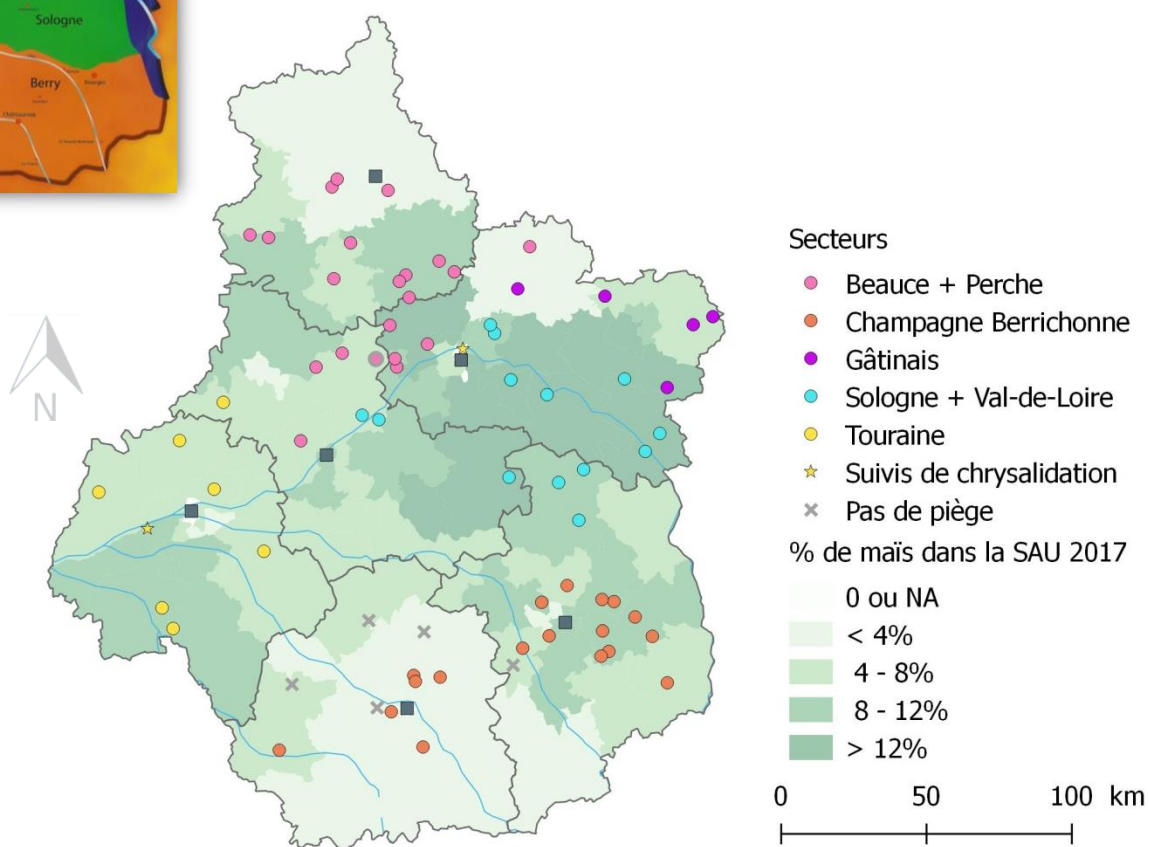 Sologne
Berry
Bourges
Châteauroux
N
Secteurs
Beauce + Perche
Champagne Berrichonne
Gâtinais
Sologne + Val-de-Loire
Touraine
Suivis de chrysalidation
Pas de piège
% de maïs dans la SAU 2017
0 ou NA
< 4%
4 - 8%
8 - 12%
> 12%
0 50 100 km